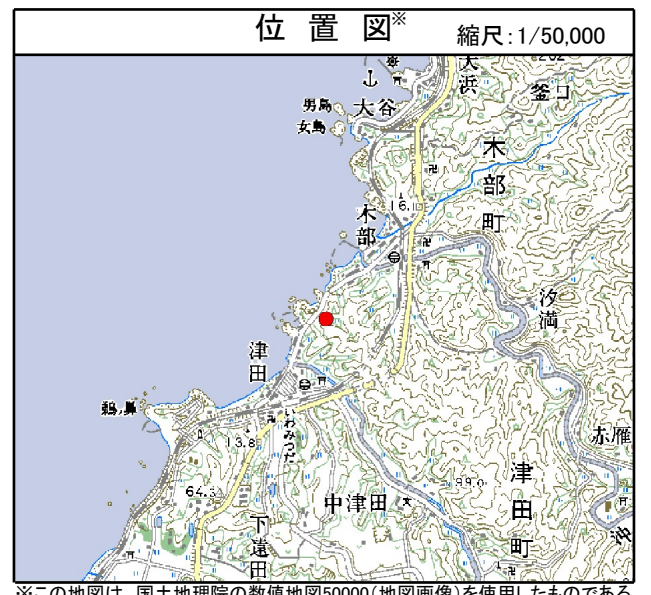 位 置 図※
縮尺：1/50,000
202
大浜
釜口
男島
大谷
女島
木部町
16.1
木部
汐満
津田
鵜ノ鼻
いわみつだ
13.8
赤雁
99.0
津田町
64.3
中津田
下遠田
沖
※この地図は、国土地理院の数値地図50000(地図画像)を使用したものである